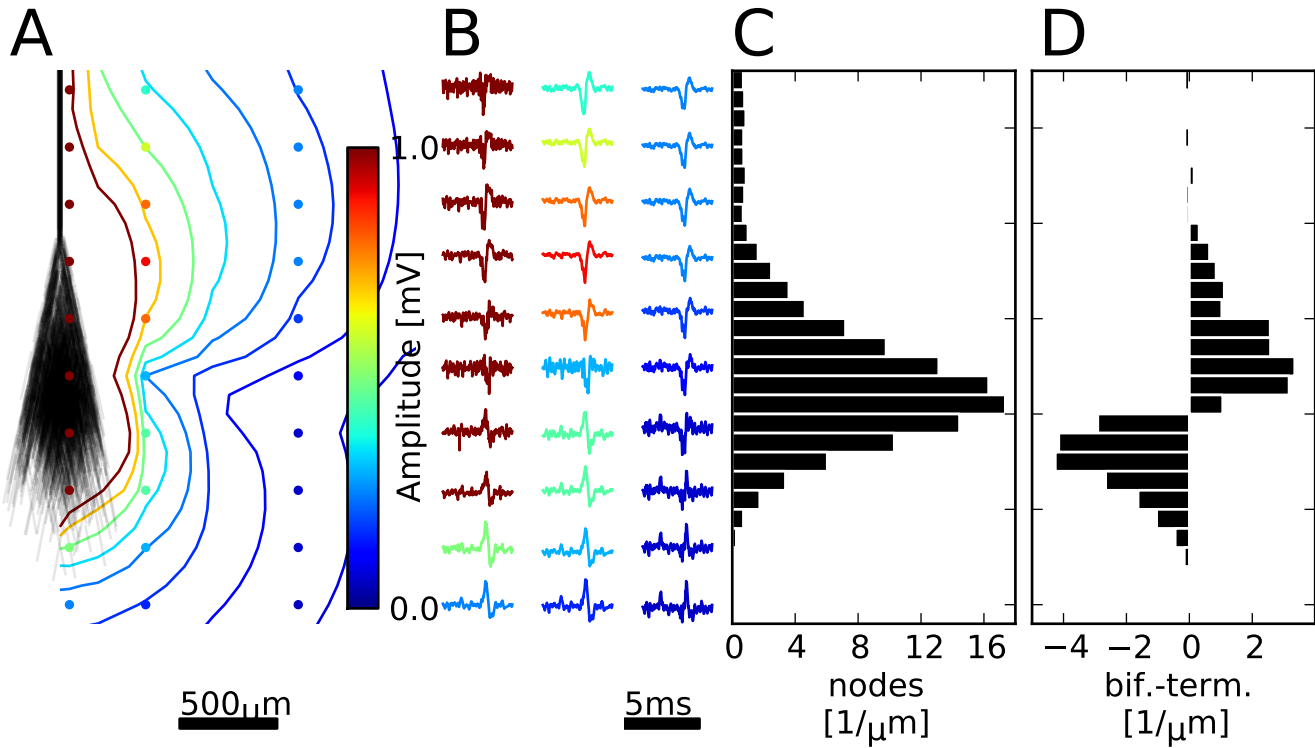 A
B
C
D
1.0
Amplitude [mV]
0.0
0 4 8 12 16
−4 −2 0 2
nodes
[1/μm]
bif.-term.
[1/μm]
500μm
5ms